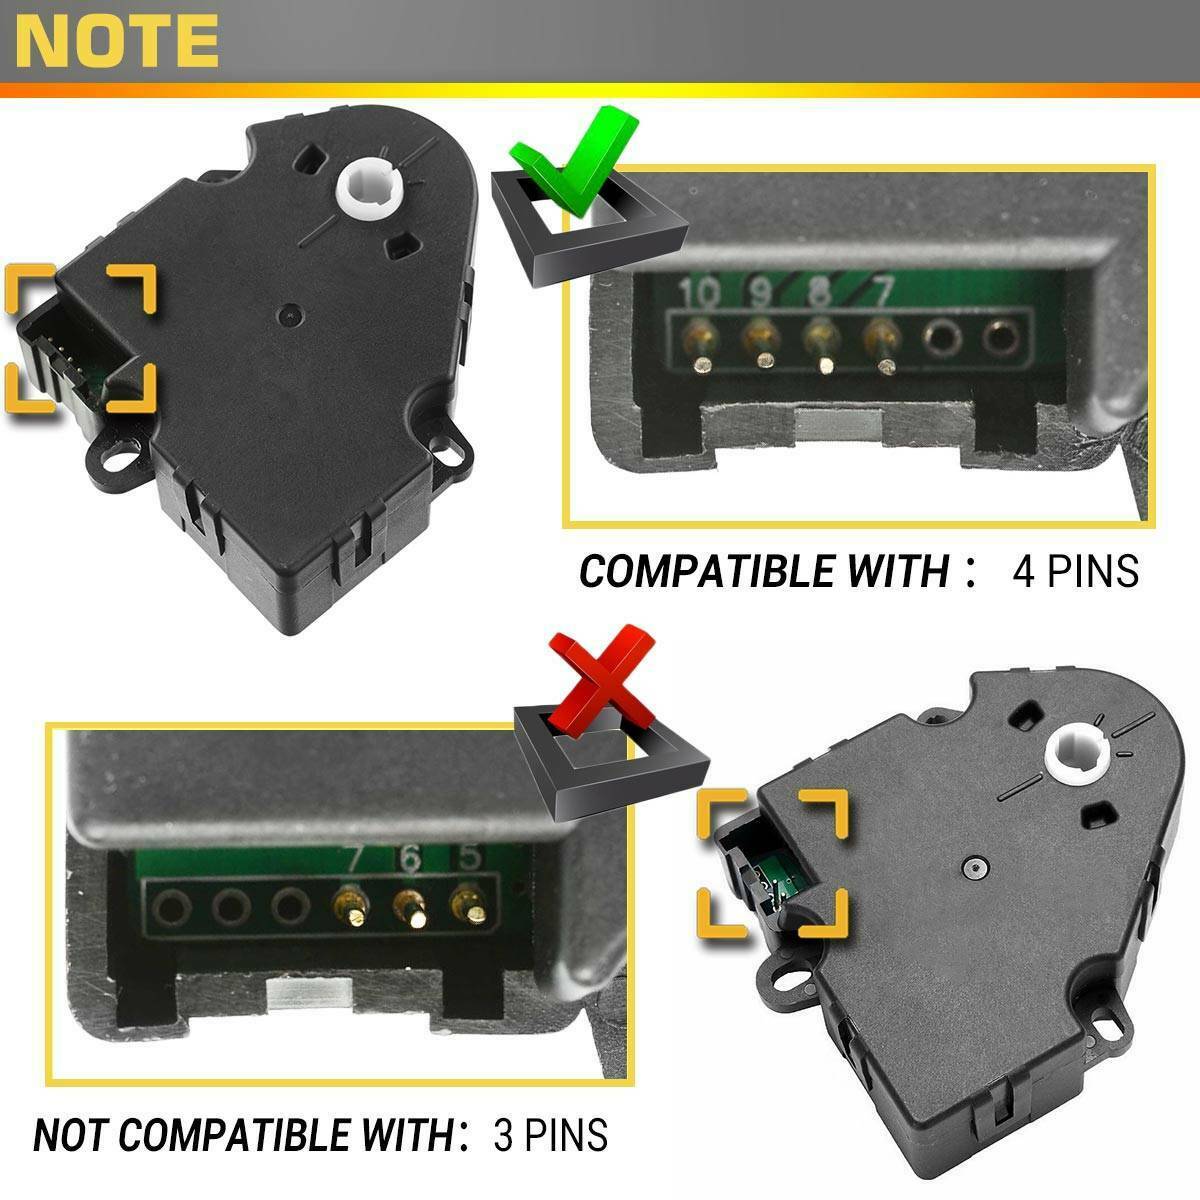 NOTE
10 9 8 7
COMPATIBLE WITH : 4 PINS
7 6 5
NOT COMPATIBLE WITH: 3 PINS